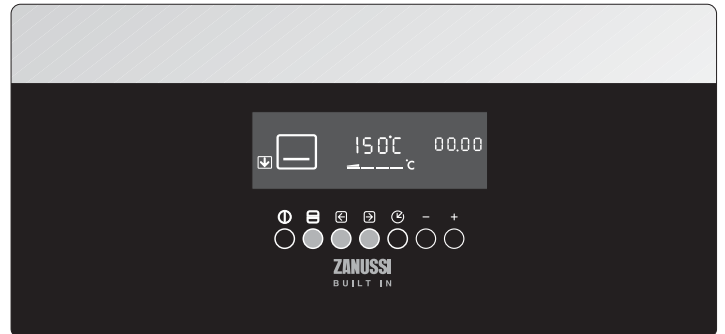 150°C 00.00
°C
− +
ZANUSSI
BUILT IN